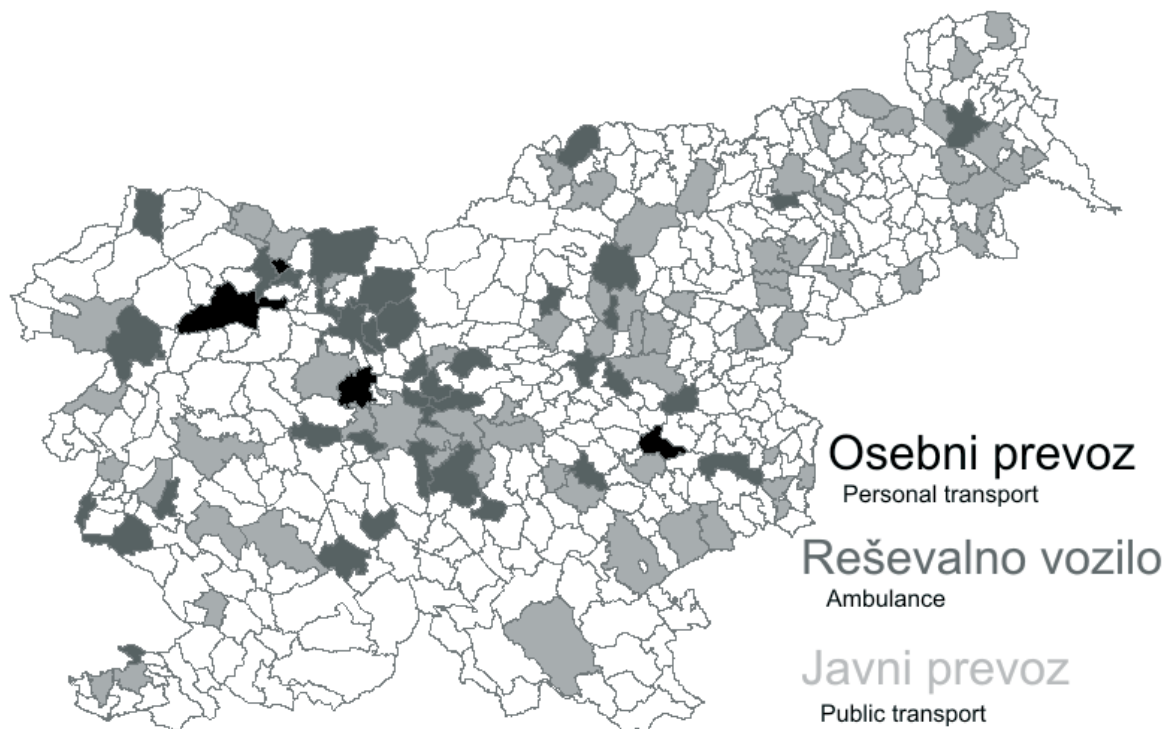 Osebni prevoz
Personal transport
Reševalno vozilo
Ambulance
Javni prevoz
Public transport